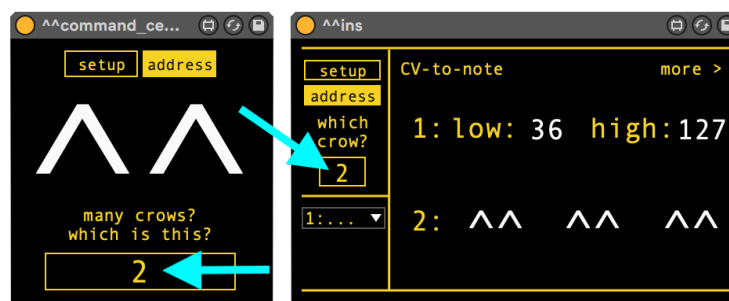 ^^command_ce...
setup address
^^
many crows?
which is this?
2
^^ins
setup
address
which
crow?
2
1:... ▼
CV-to-note more >
1: low: 36 high: 127
2: ^^ ^^ ^^